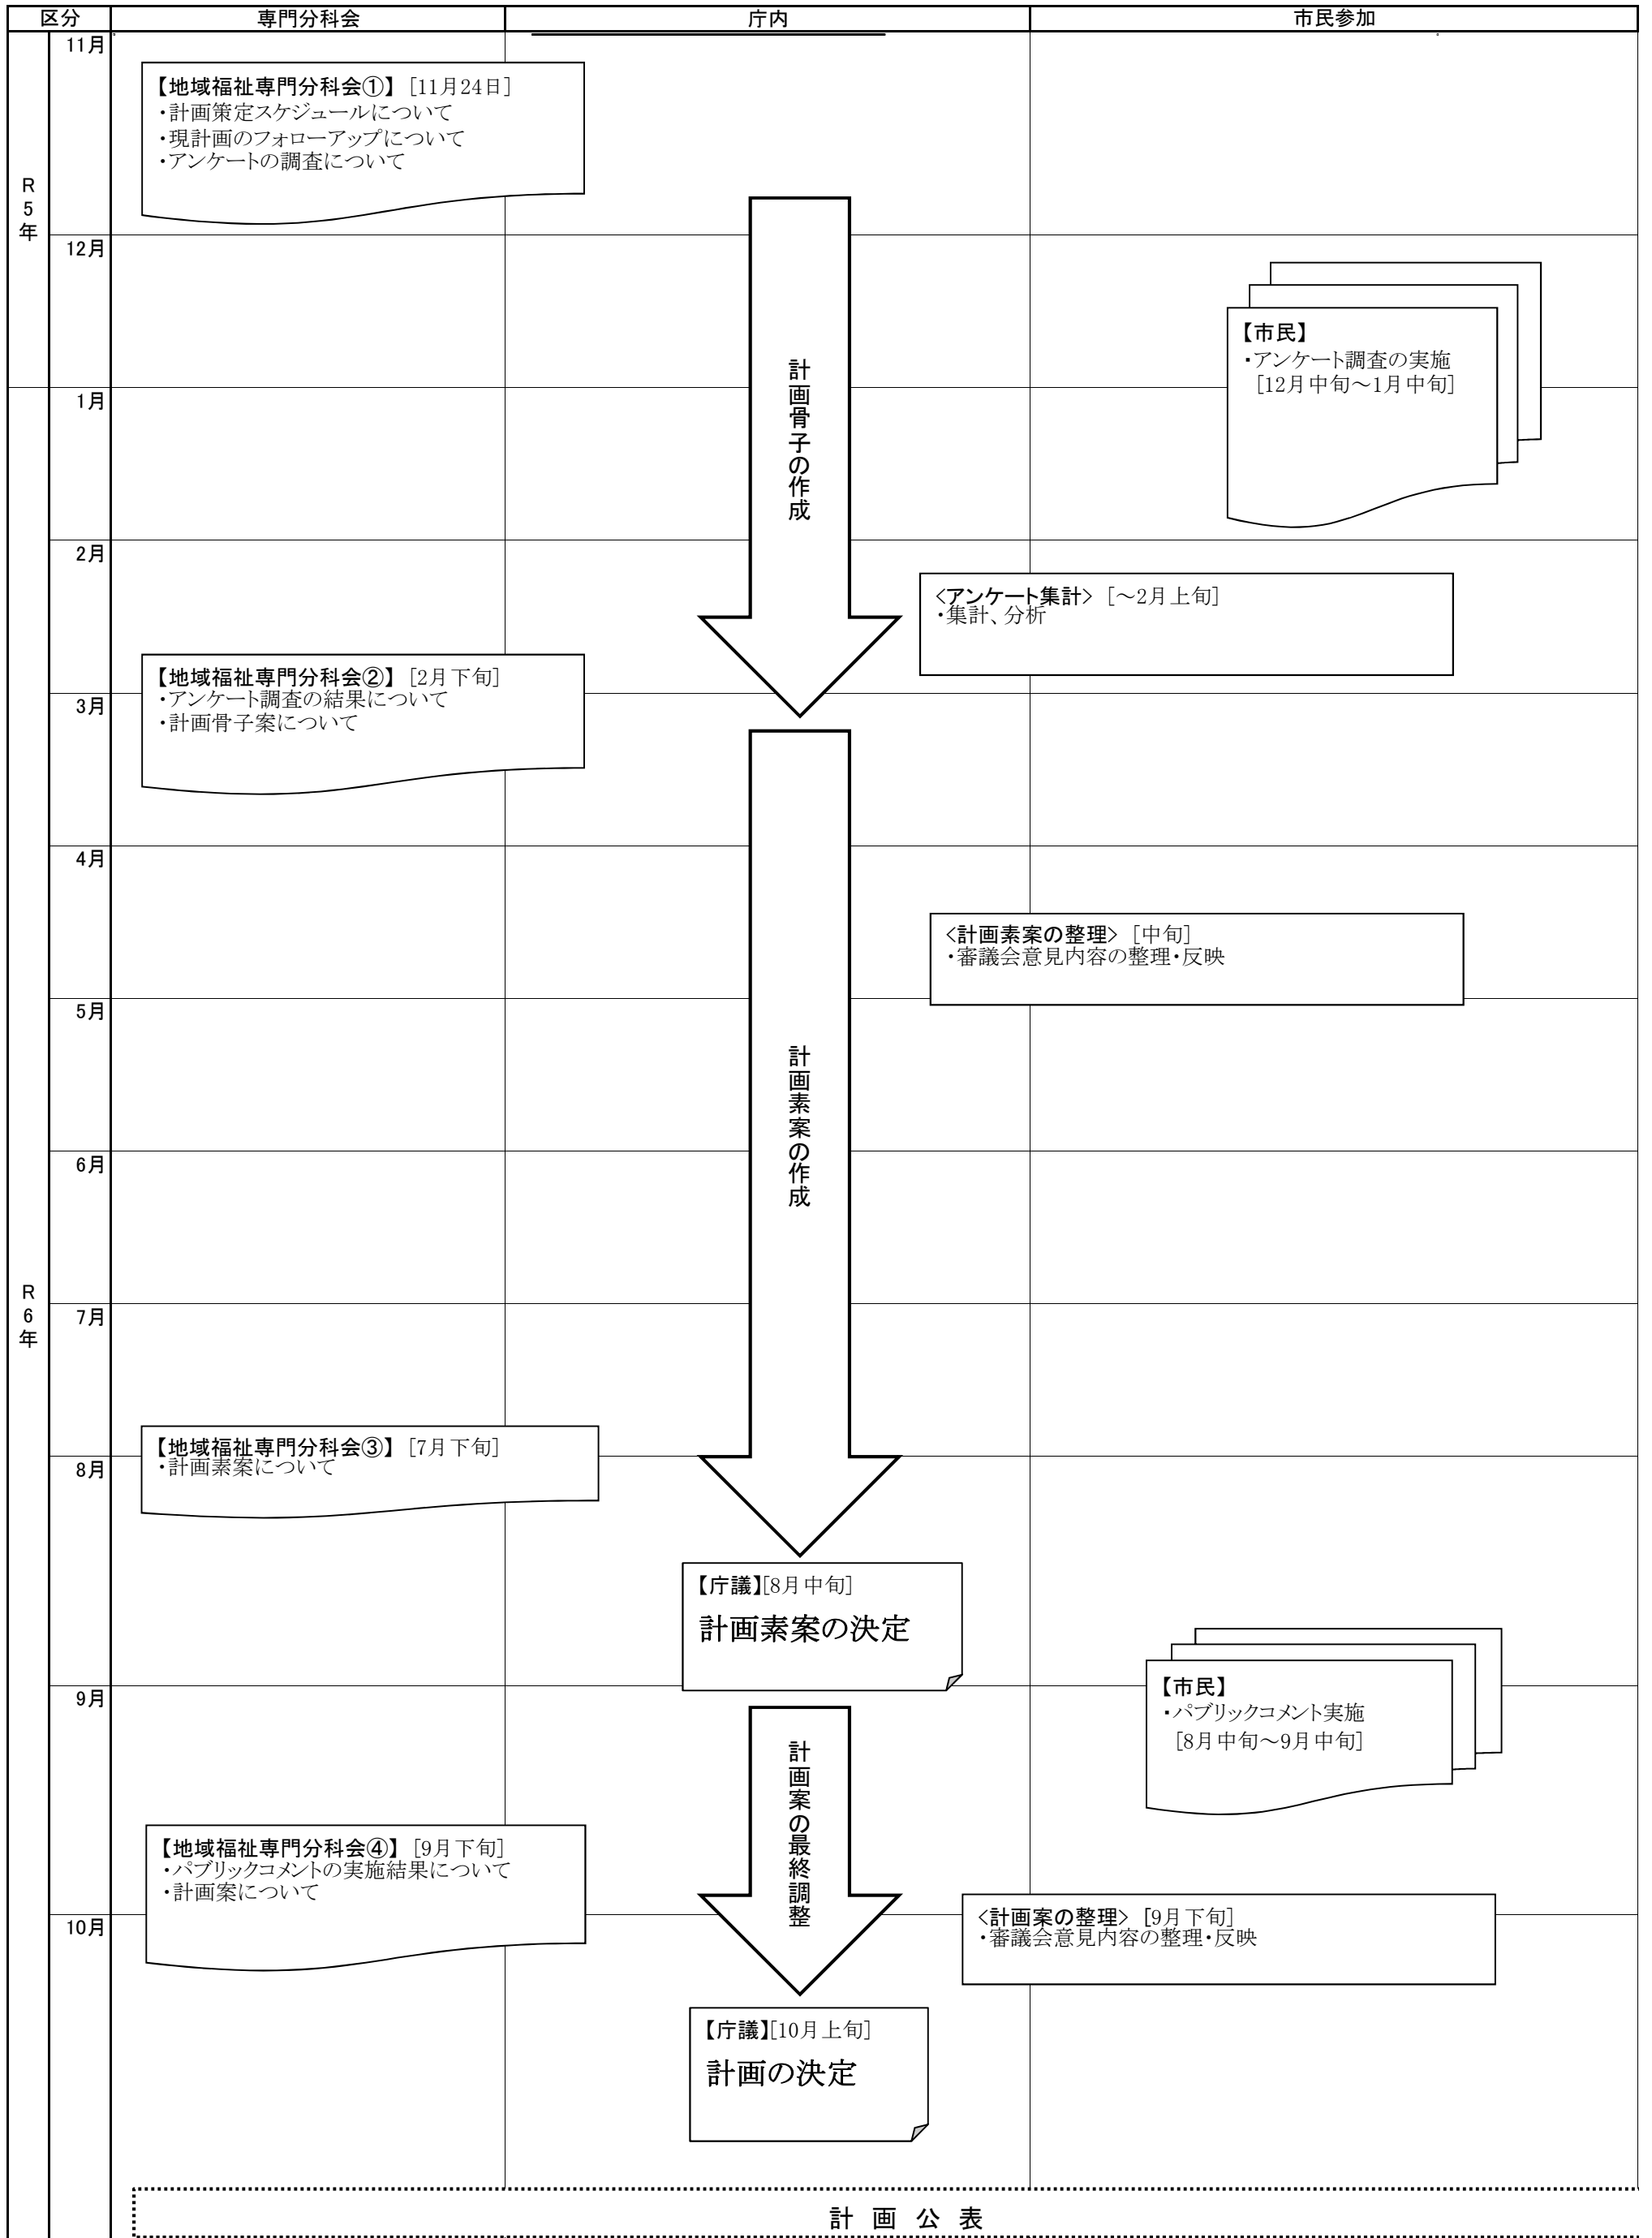 区分 専門分科会 庁内 市民参加
R5年
11月
【地域福祉専門分科会①】 [11月24日]
・計画策定スケジュールについて
・現計画のフォローアップについて
・アンケートの調査について
12月
計画骨子の作成
【市民】
・アンケート調査の実施
[12月中旬～1月中旬]
R6年
1月
2月
<アンケート集計> [～2月上旬]
・集計、分析
【地域福祉専門分科会②】 [2月下旬]
・アンケート調査の結果について
・計画骨子案について
3月
計画素案の作成
4月
<計画素案の整理> [中旬]
・審議会意見内容の整理・反映
5月
6月
7月
【地域福祉専門分科会③】 [7月下旬]
・計画素案について
8月
【庁議】[8月中旬]
計画素案の決定
【市民】
・パブリックコメント実施
[8月中旬～9月中旬]
9月
計画案の最終調整
【地域福祉専門分科会④】 [9月下旬]
・パブリックコメントの実施結果について
・計画案について
<計画案の整理> [9月下旬]
・審議会意見内容の整理・反映
10月
【庁議】[10月上旬]
計画の決定
計画公表